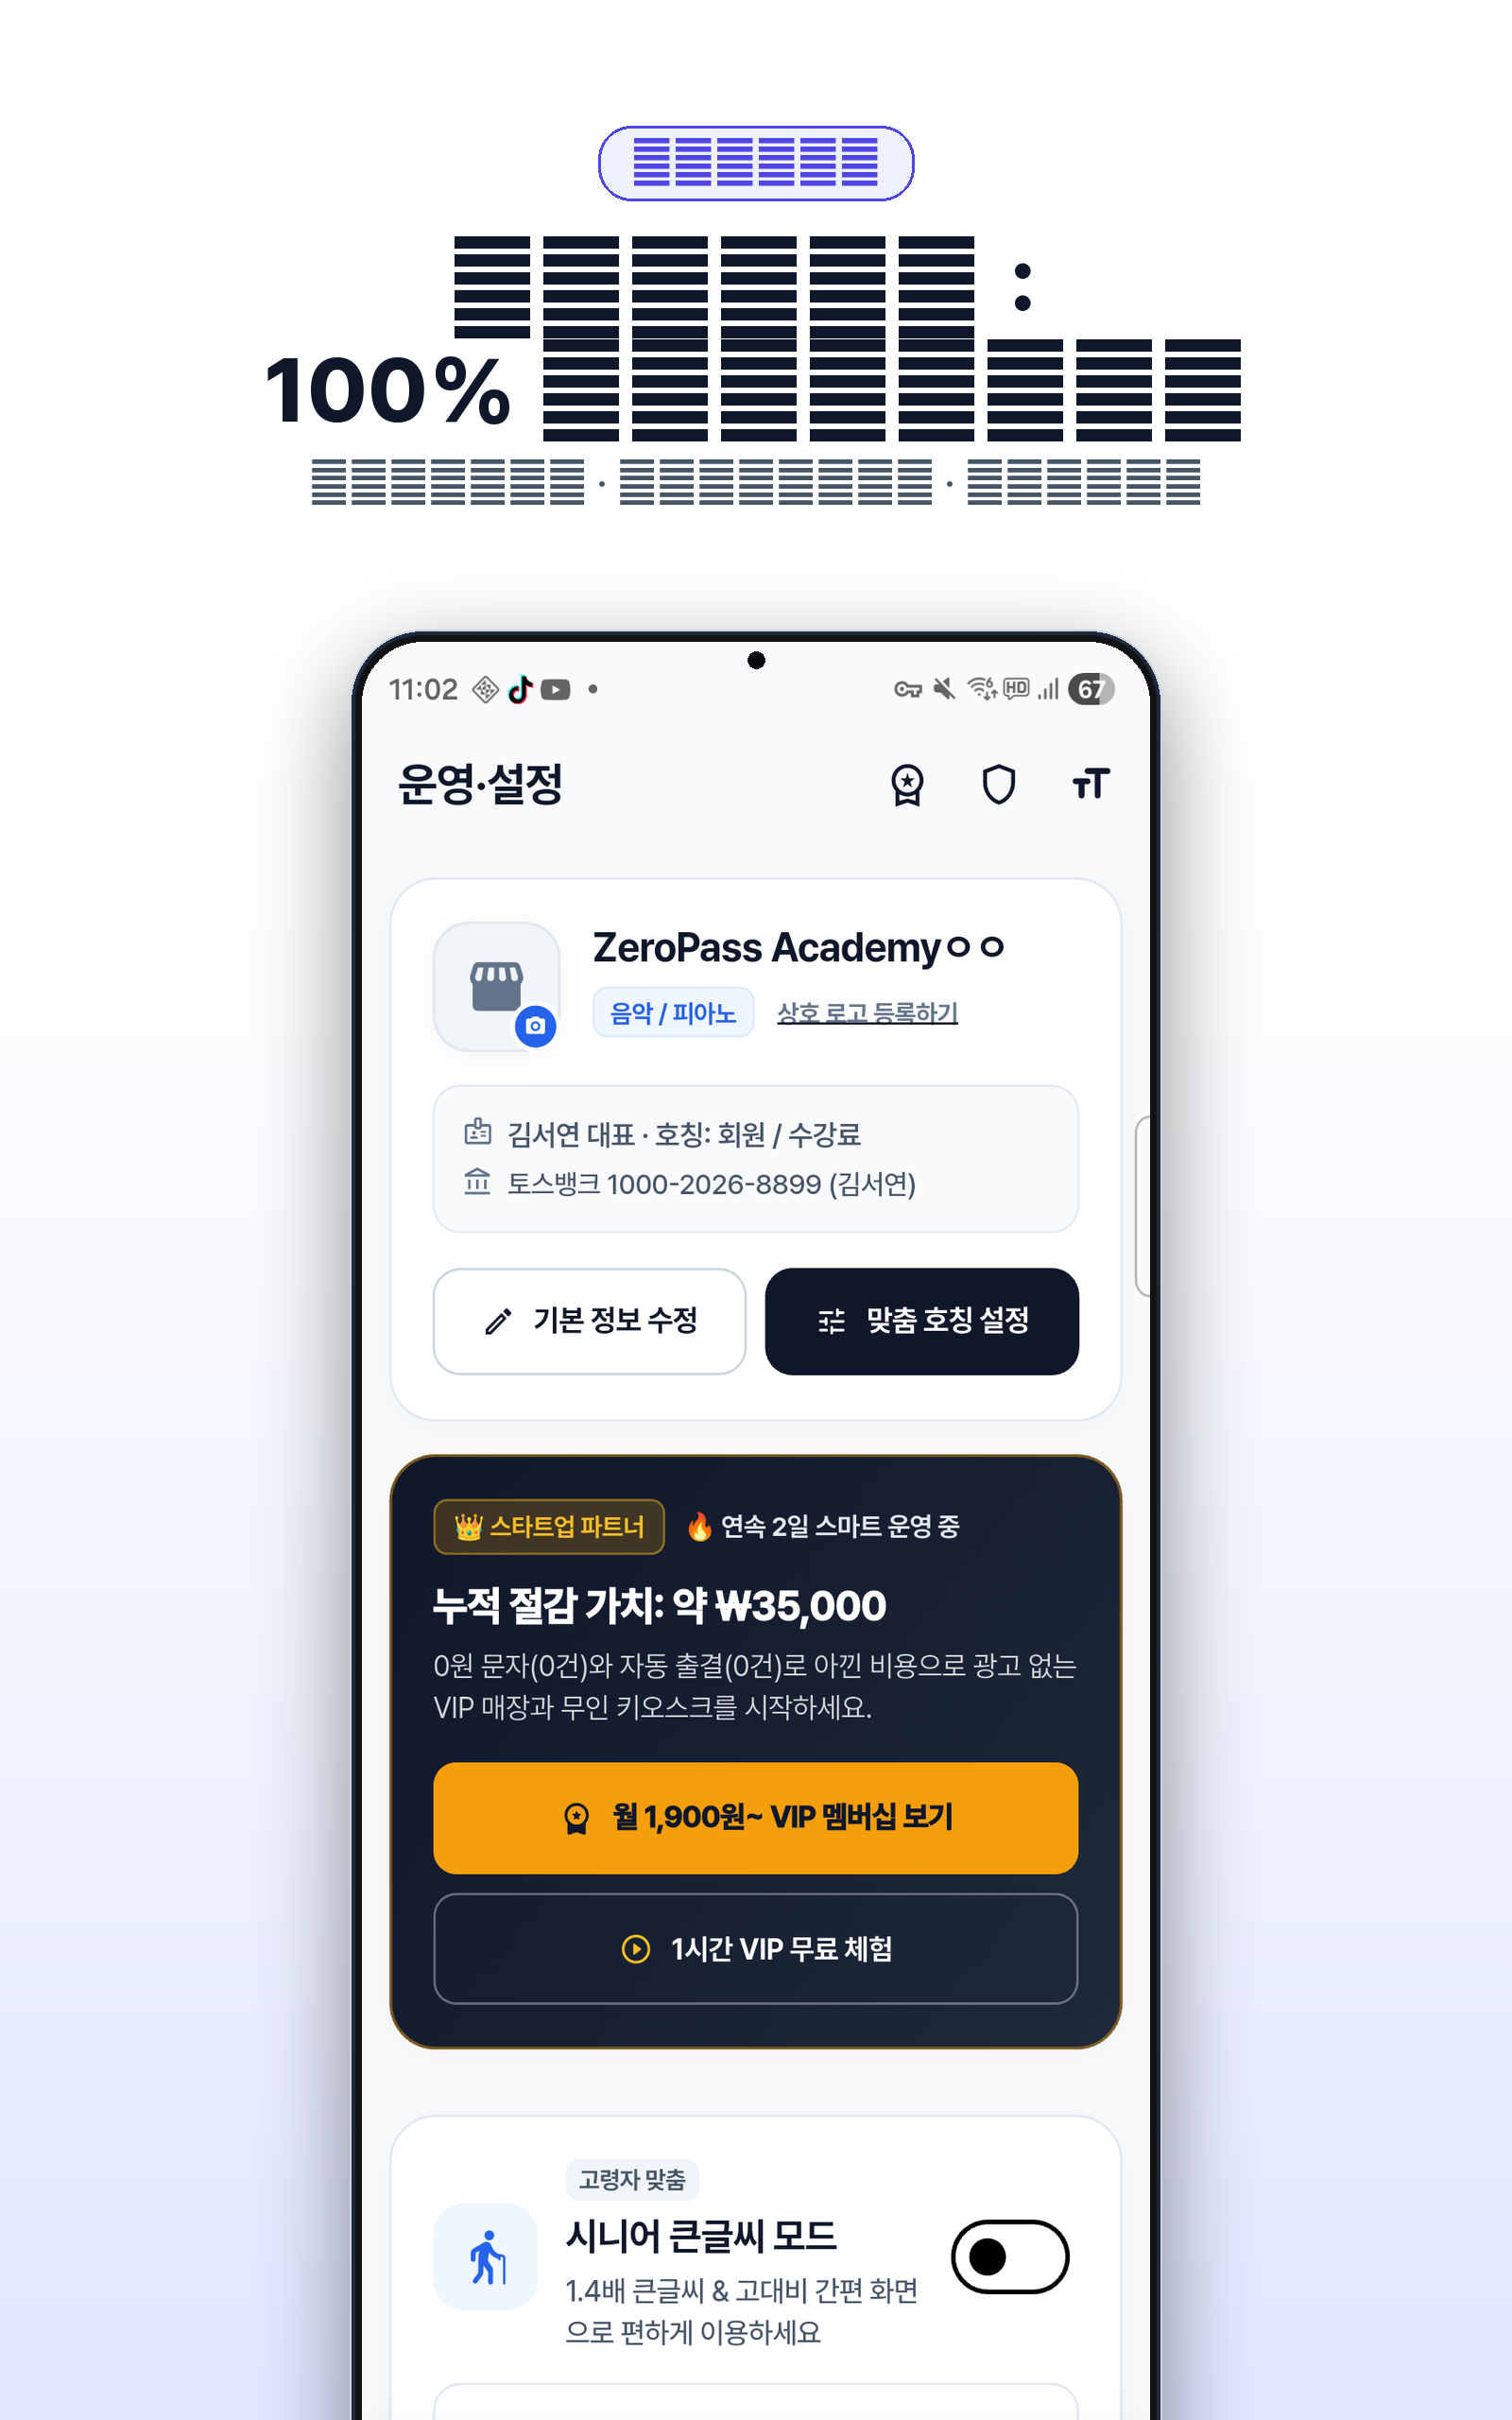 :
100%
11:02
67
운영·설정
ZeroPass Academyㅇㅇ
음악 / 피아노 상호 로고 등록하기
김서연 대표 · 호칭: 회원 / 수강료
토스뱅크 1000-2026-8899 (김서연)
기본 정보 수정
맞춤 호칭 설정
👑 스타트업 파트너 🔥 연속 2일 스마트 운영 중
누적 절감 가치: 약 ₩35,000
0원 문자(0건)와 자동 출결(0건)로 아낀 비용으로 광고 없는
VIP 매장과 무인 키오스크를 시작하세요.
월 1,900원~ VIP 멤버십 보기
1시간 VIP 무료 체험
고령자 맞춤
시니어 큰글씨 모드
1.4배 큰글씨 & 고대비 간편 화면
으로 편하게 이용하세요